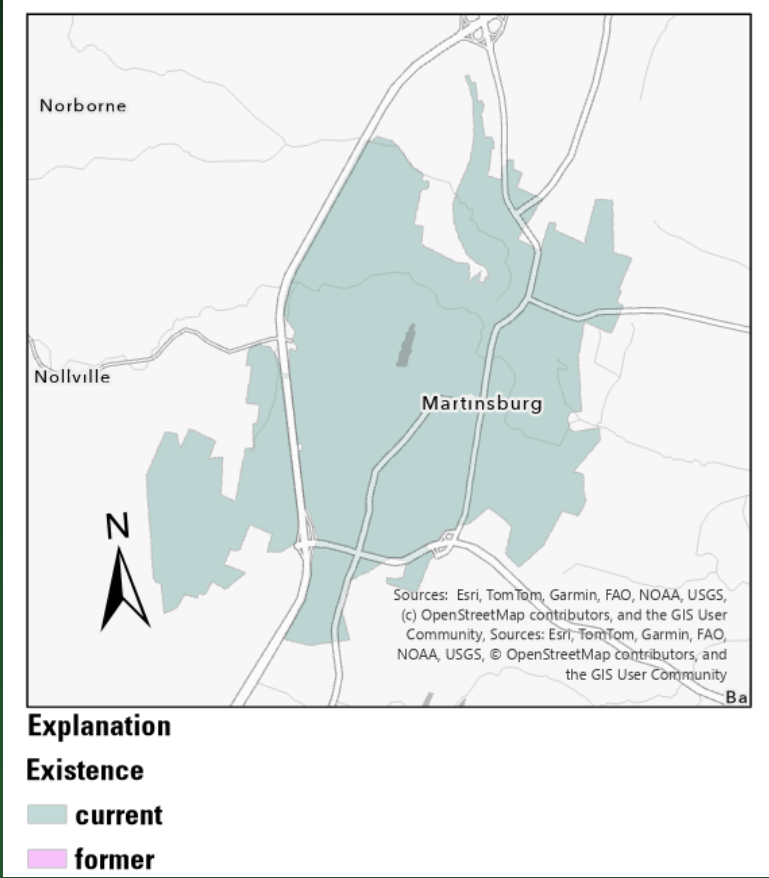 Norborne
Nollville
Martinsburg
N
Sources: Esri, TomTom, Garmin, FAO, NOAA, USGS,
(c) OpenStreetMap contributors, and the GIS User
Community, Sources: Esri, TomTom, Garmin, FAO,
NOAA, USGS, © OpenStreetMap contributors, and
the GIS User Community
Ba
Explanation
Existence
current
former